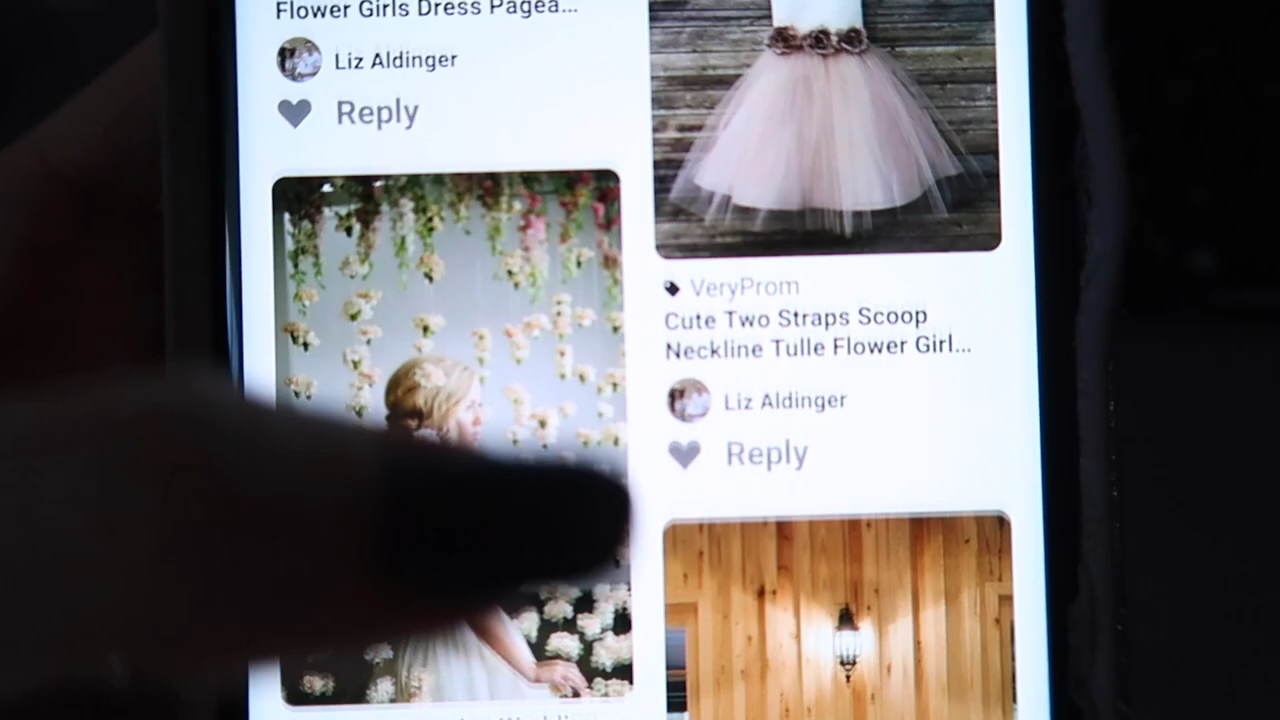 Flower Girls Dress Pagea...
Liz Aldinger
Reply
VeryProm
Cute Two Straps Scoop
Neckline Tulle Flower Girl...
Liz Aldinger
Reply